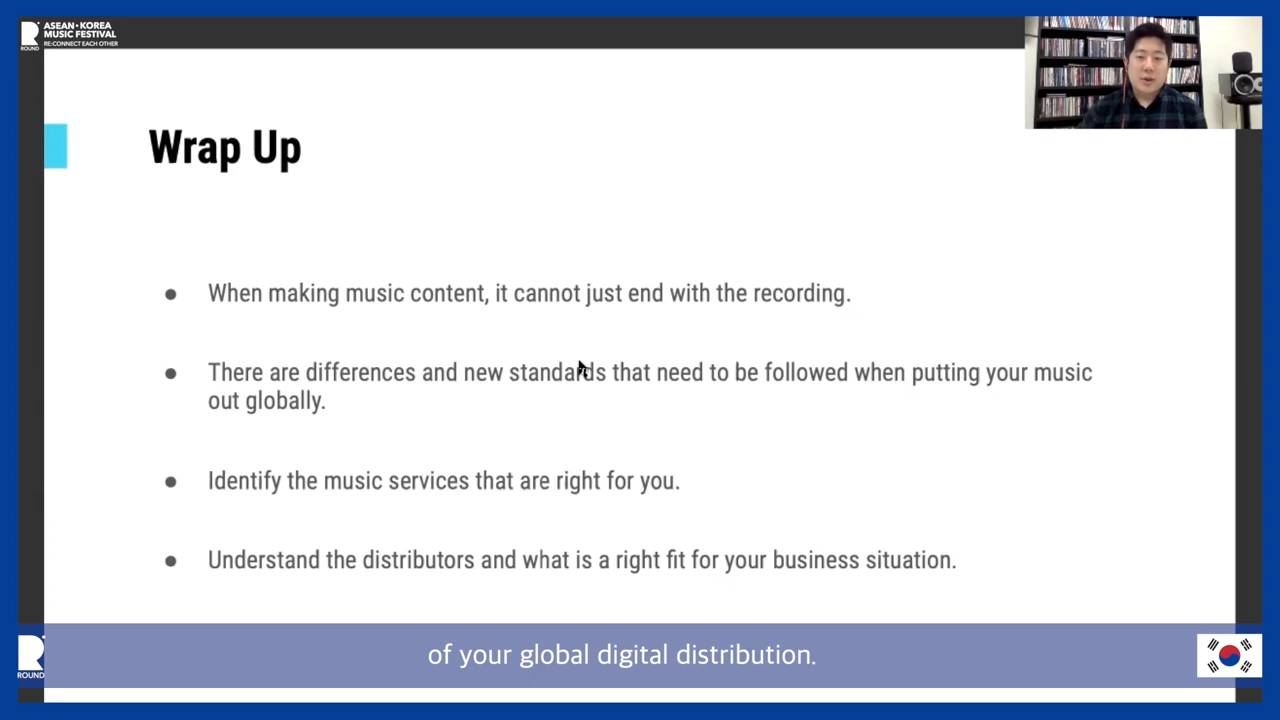 ASEAN•KOREA
MUSIC FESTIVAL
RE:CONNECT EACH OTHER
R
ROUND
Wrap Up
● When making music content, it cannot just end with the recording.
● There are differences and new standards that need to be followed when putting your music
out globally.
● Identify the music services that are right for you.
● Understand the distributors and what is a right fit for your business situation.
of your global digital distribution.
R
ROUND